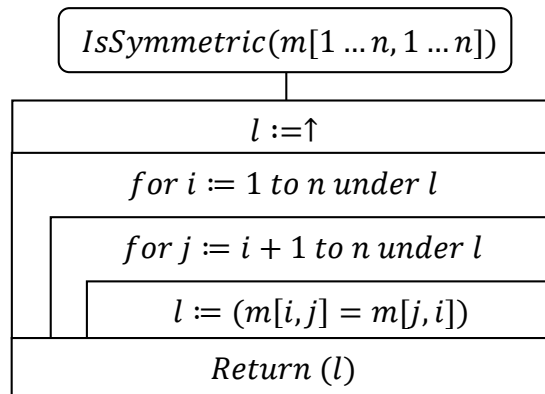 IsSymmetric(m[1 … n, 1 … n])
l :=↑
for i ≔ 1 to n under l
for j ≔ i + 1 to n under l
l ≔ (m[i, j] = m[j, i])
Return (l)